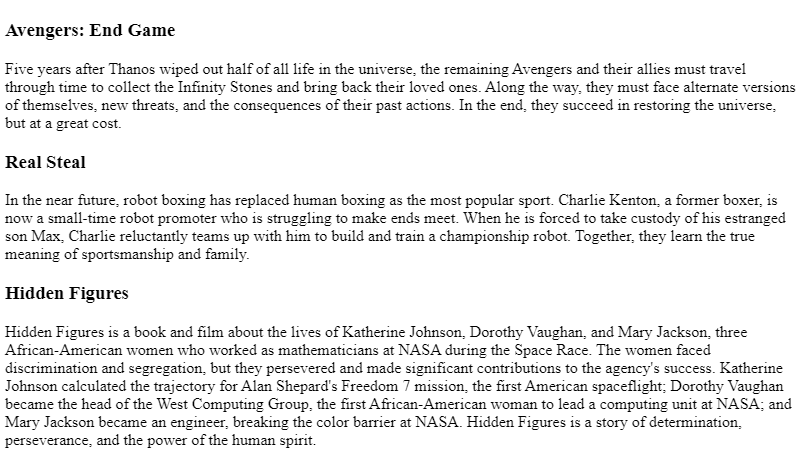 Avengers: End Game
Five years after Thanos wiped out half of all life in the universe, the remaining Avengers and their allies must travel
through time to collect the Infinity Stones and bring back their loved ones. Along the way, they must face alternate versions
of themselves, new threats, and the consequences of their past actions. In the end, they succeed in restoring the universe,
but at a great cost.
Real Steal
In the near future, robot boxing has replaced human boxing as the most popular sport. Charlie Kenton, a former boxer, is
now a small-time robot promoter who is struggling to make ends meet. When he is forced to take custody of his estranged
son Max, Charlie reluctantly teams up with him to build and train a championship robot. Together, they learn the true
meaning of sportsmanship and family.
Hidden Figures
Hidden Figures is a book and film about the lives of Katherine Johnson, Dorothy Vaughan, and Mary Jackson, three
African-American women who worked as mathematicians at NASA during the Space Race. The women faced
discrimination and segregation, but they persevered and made significant contributions to the agency's success. Katherine
Johnson calculated the trajectory for Alan Shepard's Freedom 7 mission, the first American spaceflight; Dorothy Vaughan
became the head of the West Computing Group, the first African-American woman to lead a computing unit at NASA; and
Mary Jackson became an engineer, breaking the color barrier at NASA. Hidden Figures is a story of determination,
perseverance, and the power of the human spirit.